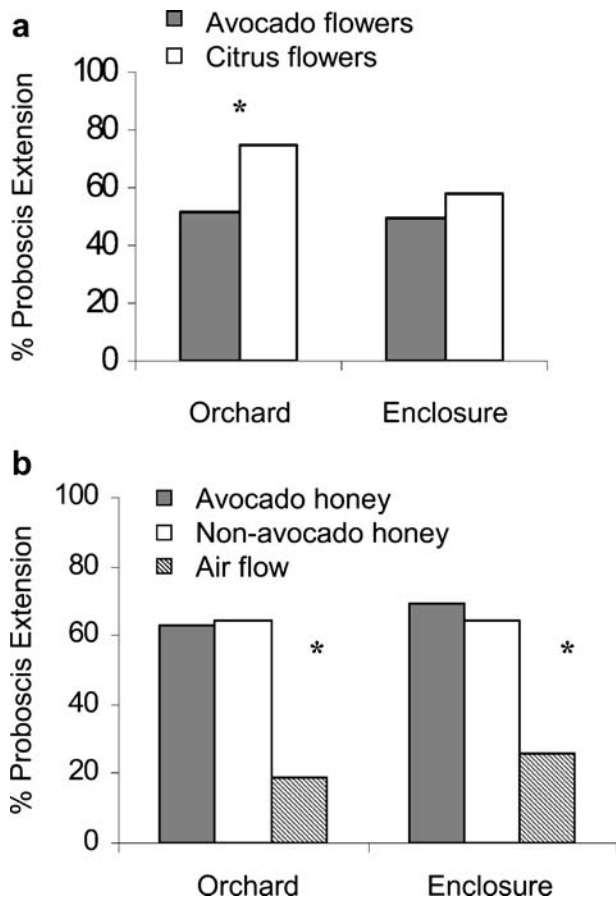 a
Avocado flowers
Citrus flowers
% Proboscis Extension
100
80
*
60
40
20
0
Orchard Enclosure
b
% Proboscis Extension
100
Avocado honey
Non-avocado honey
80
Air flow
60
* *
40
20
0
Orchard Enclosure